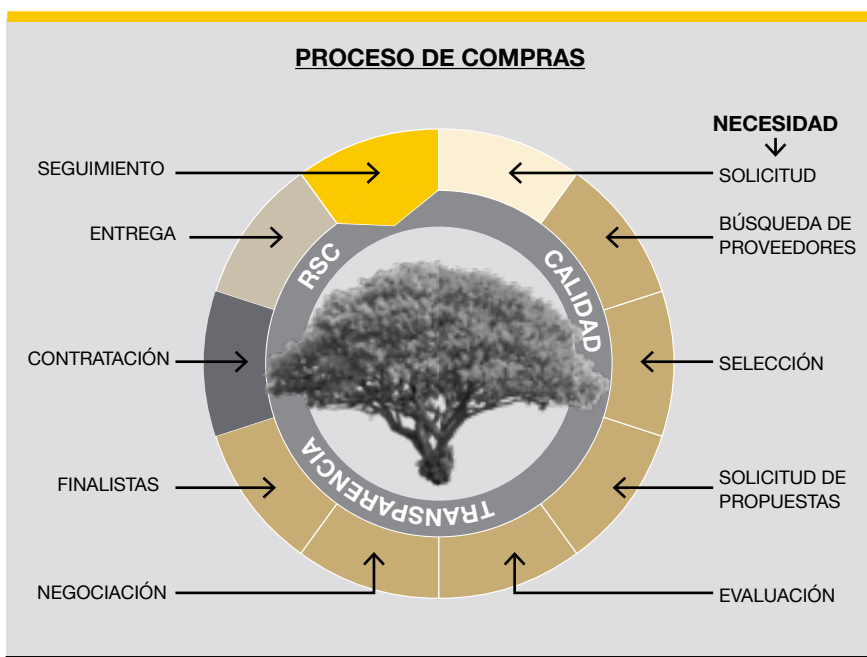 PROCESO DE COMPRAS
NECESIDAD
SOLICITUD
BÚSQUEDA DE
PROVEEDORES
SELECCIÓN
SOLICITUD DE
PROPUESTAS
EVALUACIÓN
NEGOCIACIÓN
FINALISTAS
CONTRATACIÓN
ENTREGA
SEGUIMIENTO
CALIDAD
TRANSPARENCIA
RSC